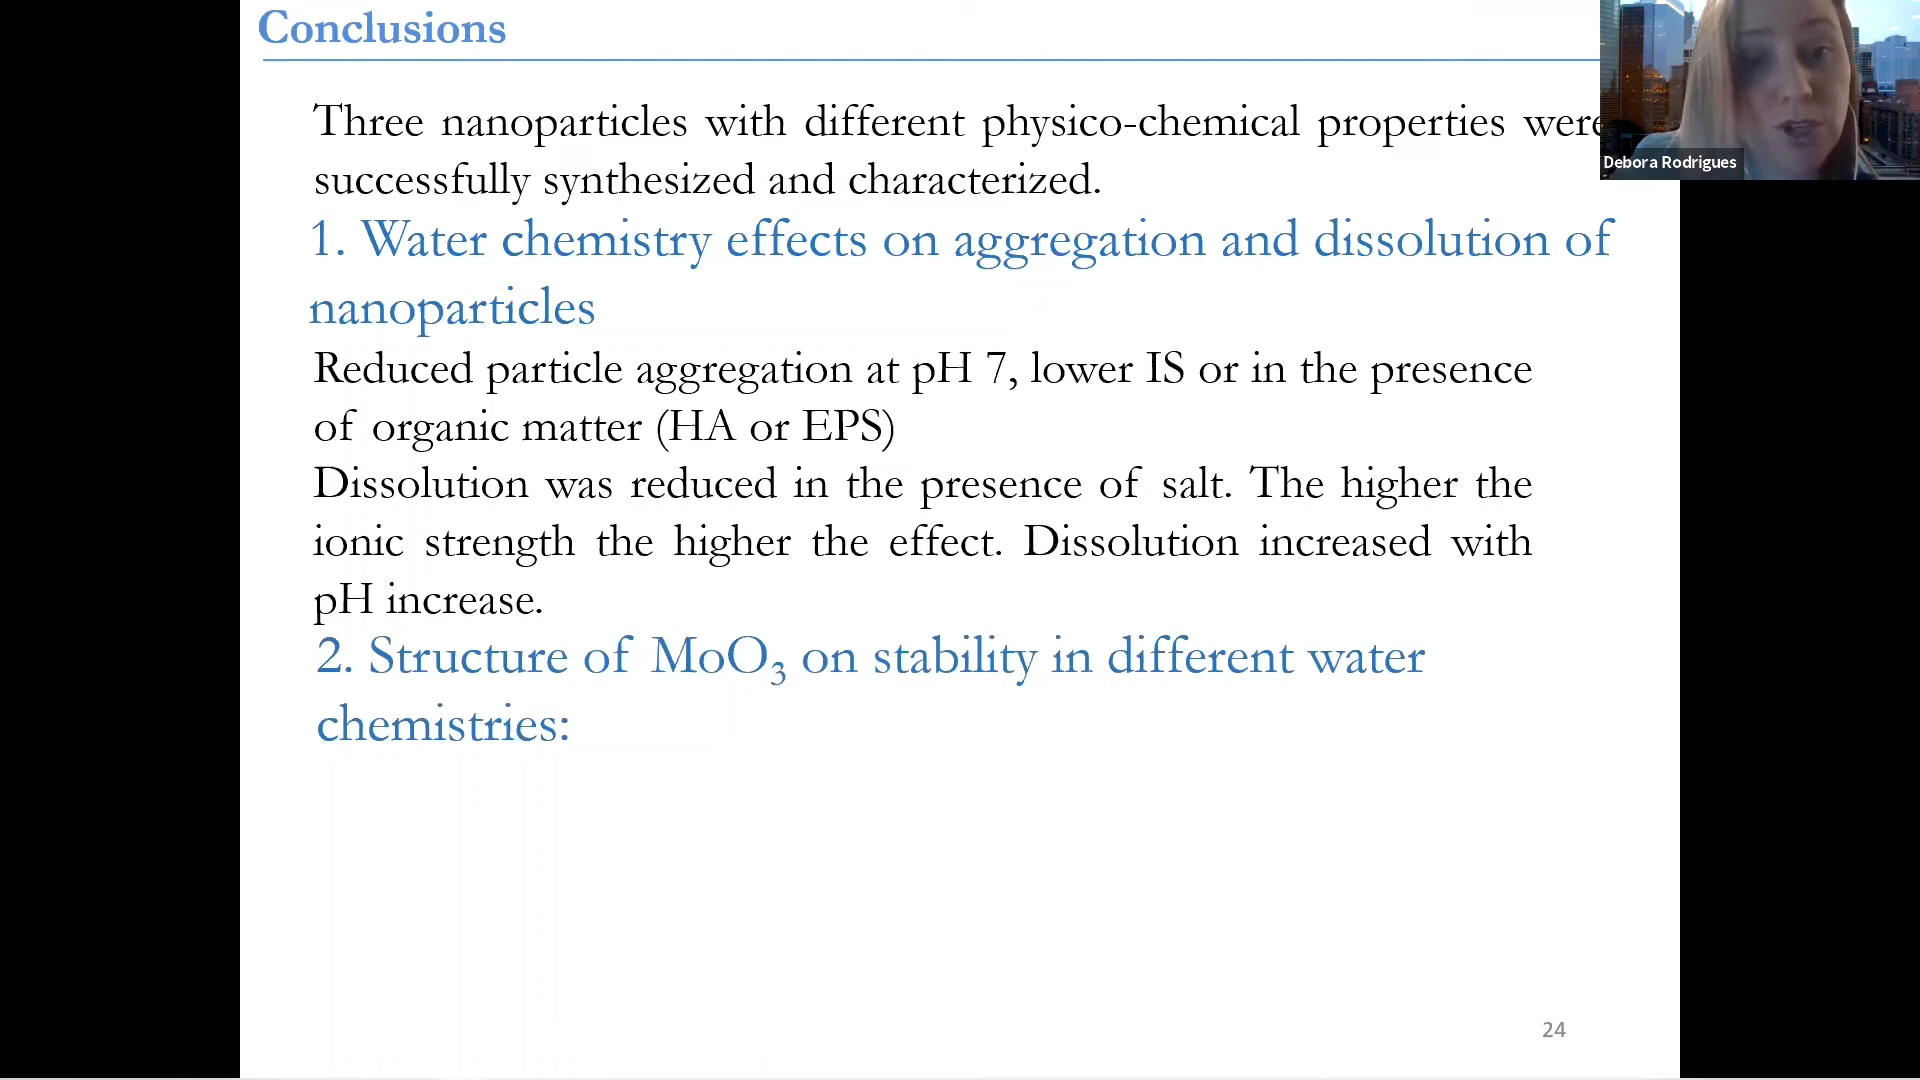 Conclusions
Three nanoparticles with different physico-chemical properties were
successfully synthesized and characterized.
1. Water chemistry effects on aggregation and dissolution of
nanoparticles
Reduced particle aggregation at pH 7, lower IS or in the presence
of organic matter (HA or EPS)
Dissolution was reduced in the presence of salt. The higher the
ionic strength the higher the effect. Dissolution increased with
pH increase.
2. Structure of MoO₃ on stability in different water
chemistries:
Debora Rodrigues
24